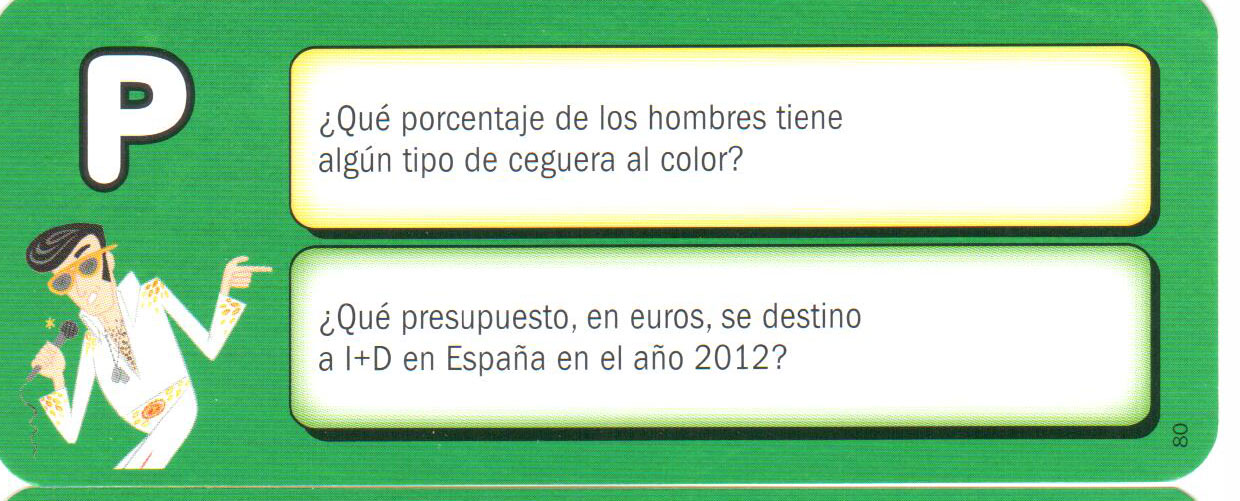 P
¿Qué porcentaje de los hombres tiene
algún tipo de ceguera al color?
¿Qué presupuesto, en euros, se destino
a I+D en España en el año 2012?
80